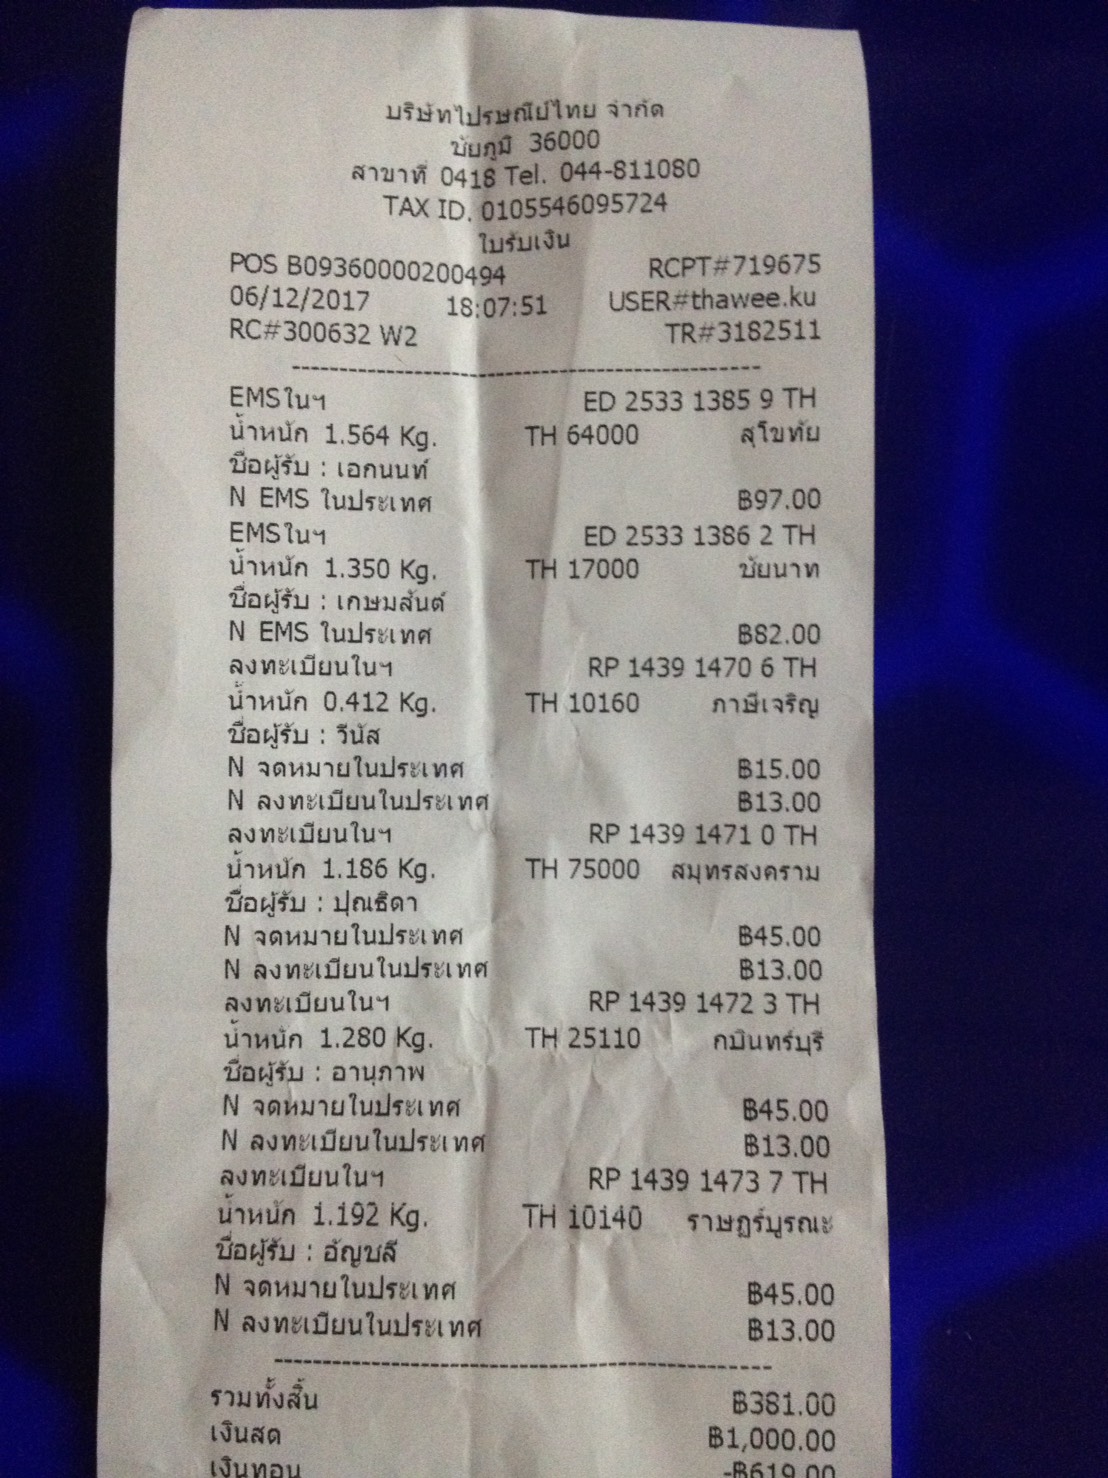 บริษัทไปรษณีย์ไทย จำกัด
ชัยภูมิ 36000
สาขาที่ 0418 Tel. 044-811080
TAX ID. 0105546095724
ใบรับเงิน
POS B09360000200494 RCPT#719675
06/12/2017 18:07:51 USER#thawee.ku
RC#300632 W2 TR#3182511
EMSในฯ ED 2533 1385 9 TH
น้ำหนัก 1.564 Kg. TH 64000 สุโขทัย
ชื่อผู้รับ : เอกนนท์
N EMS ในประเทศ ฿97.00
EMSในฯ ED 2533 1386 2 TH
น้ำหนัก 1.350 Kg. TH 17000 ชัยนาท
ชื่อผู้รับ : เกษมสันต์
N EMS ในประเทศ ฿82.00
ลงทะเบียนในฯ RP 1439 1470 6 TH
น้ำหนัก 0.412 Kg. TH 10160 ภาษีเจริญ
ชื่อผู้รับ : วีนัส
N จดหมายในประเทศ ฿15.00
N ลงทะเบียนในประเทศ ฿13.00
ลงทะเบียนในฯ RP 1439 1471 0 TH
น้ำหนัก 1.186 Kg. TH 75000 สมุทรสงคราม
ชื่อผู้รับ : ปุณธิดา
N จดหมายในประเทศ ฿45.00
N ลงทะเบียนในประเทศ ฿13.00
ลงทะเบียนในฯ RP 1439 1472 3 TH
น้ำหนัก 1.280 Kg. TH 25110 กบินทร์บุรี
ชื่อผู้รับ : อานุภาพ
N จดหมายในประเทศ ฿45.00
N ลงทะเบียนในประเทศ ฿13.00
ลงทะเบียนในฯ RP 1439 1473 7 TH
น้ำหนัก 1.192 Kg. TH 10140 ราษฎร์บูรณะ
ชื่อผู้รับ : อัญชลี
N จดหมายในประเทศ ฿45.00
N ลงทะเบียนในประเทศ ฿13.00
รวมทั้งสิ้น ฿381.00
เงินสด ฿1,000.00
เงินทอน -฿619.00